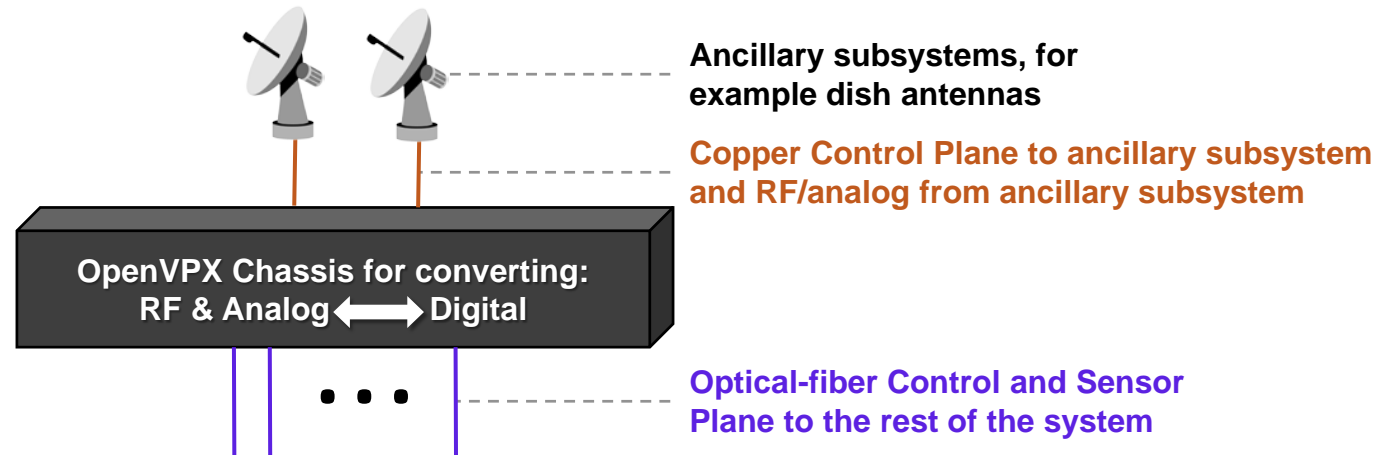 Ancillary subsystems, for
example dish antennas
Copper Control Plane to ancillary subsystem
and RF/analog from ancillary subsystem
OpenVPX Chassis for converting:
RF & Analog Digital
Optical-fiber Control and Sensor
Plane to the rest of the system